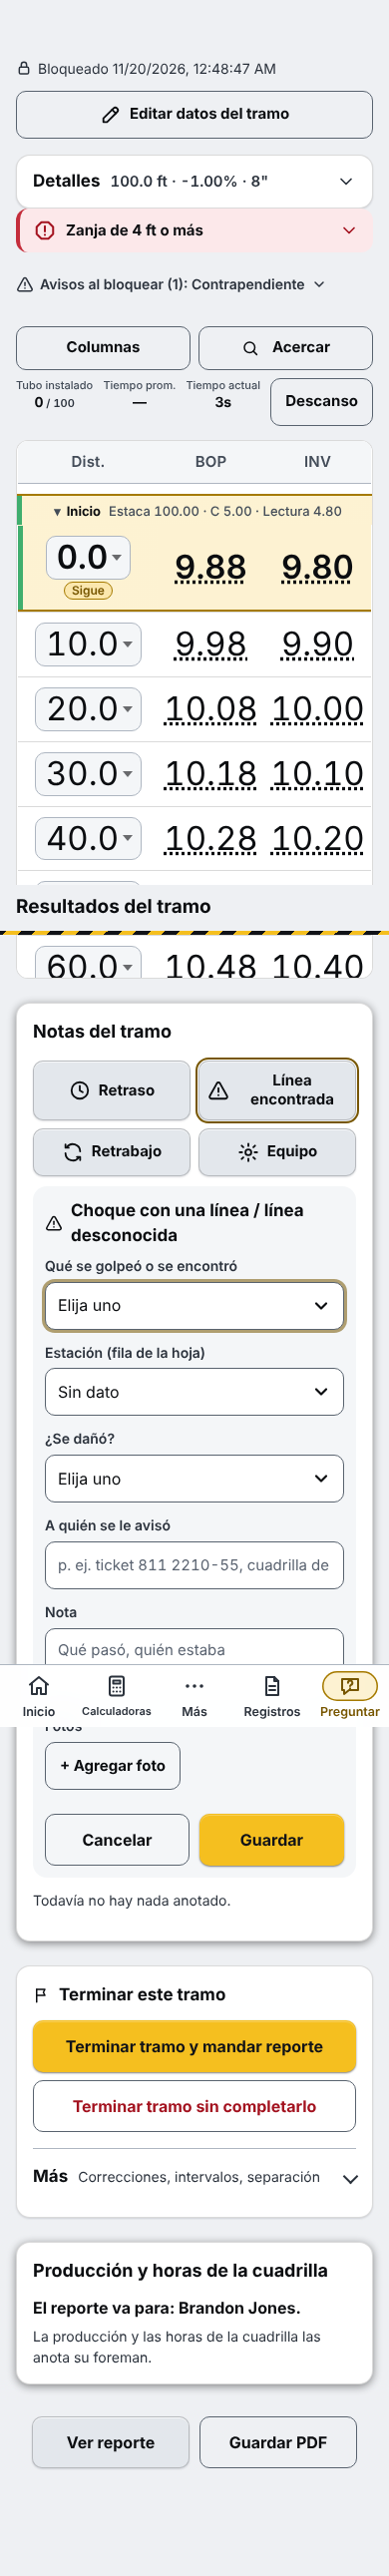 Bloqueado 11/20/2026, 12:48:47 AM
Editar datos del tramo
Detalles 100.0 ft · -1.00% · 8"
Zanja de 4 ft o más
Avisos al bloquear (1): Contrapendiente
Columnas
Acercar
Tubo instalado Tiempo prom. Tiempo actual
0 / 100 — 3s
Descanso
Dist. BOP INV
▾ Inicio Estaca 100.00 · C 5.00 · Lectura 4.80
0.0 9.88 9.80
Sigue
10.0 9.98 9.90
20.0 10.08 10.00
30.0 10.18 10.10
40.0 10.28 10.20
Resultados del tramo
60.0 10.48 10.40
Notas del tramo
Retraso
Línea encontrada
Retrabajo
Equipo
Choque con una línea / línea
desconocida
Qué se golpeó o se encontró
Elija uno
Estación (fila de la hoja)
Sin dato
¿Se dañó?
Elija uno
A quién se le avisó
p. ej. ticket 811 2210-55, cuadrilla de
Nota
Qué pasó, quién estaba
Inicio Calculadoras Más Registros Preguntar
Fotos
+ Agregar foto
Cancelar
Guardar
Todavía no hay nada anotado.
Terminar este tramo
Terminar tramo y mandar reporte
Terminar tramo sin completarlo
Más Correcciones, intervalos, separación
Producción y horas de la cuadrilla
El reporte va para: Brandon Jones.
La producción y las horas de la cuadrilla las
anota su foreman.
Ver reporte
Guardar PDF